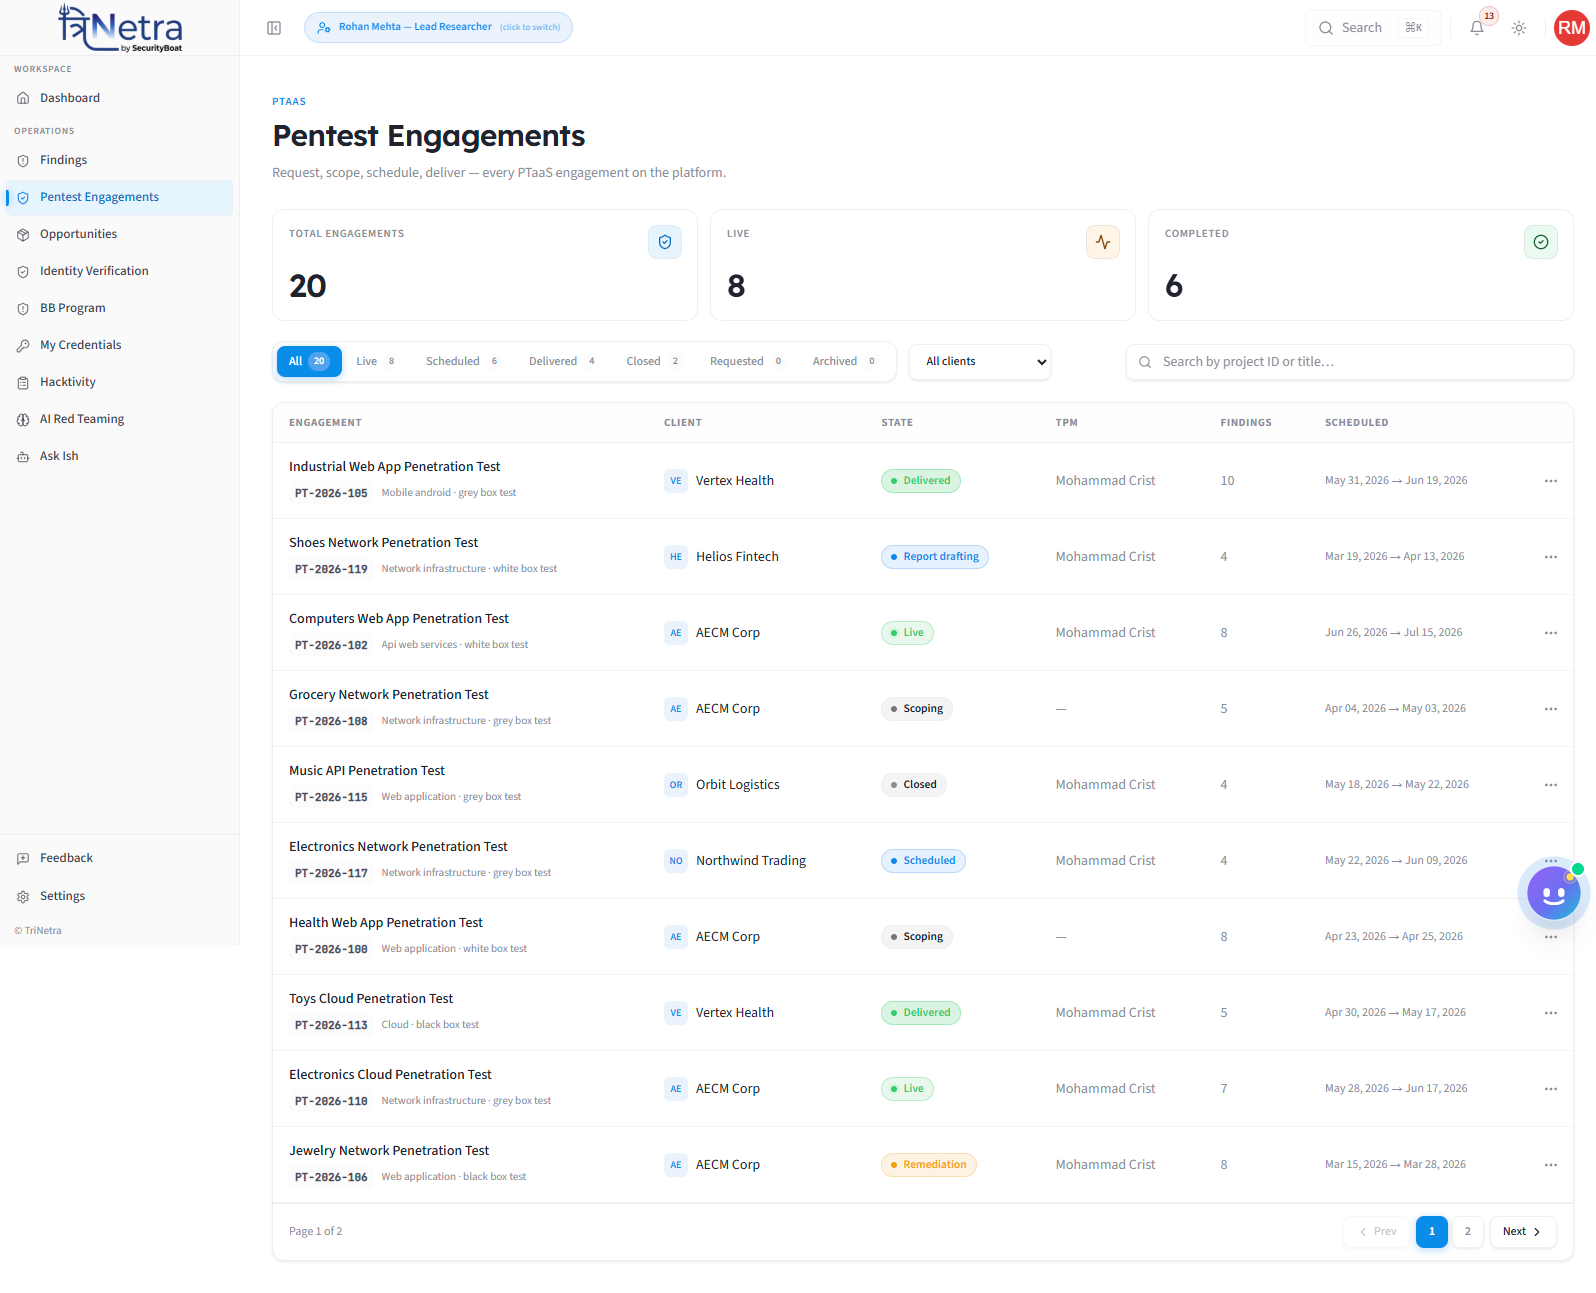 त्रिNetra
by SecurityBoat
Rohan Mehta — Lead Researcher (click to switch)
Search ⌘K
13
RM
WORKSPACE
Dashboard
OPERATIONS
Findings
Pentest Engagements
Opportunities
Identity Verification
BB Program
My Credentials
Hacktivity
AI Red Teaming
Ask Ish
Feedback
Settings
© TriNetra
PTAAS
Pentest Engagements
Request, scope, schedule, deliver — every PTaaS engagement on the platform.
TOTAL ENGAGEMENTS
20
LIVE
8
COMPLETED
6
All 20 Live 8 Scheduled 6 Delivered 4 Closed 2 Requested 0 Archived 0
All clients
Search by project ID or title…
ENGAGEMENT CLIENT STATE TPM FINDINGS SCHEDULED
Industrial Web App Penetration Test
PT-2026-105 Mobile android · grey box test
VE Vertex Health Delivered Mohammad Crist 10 May 31, 2026 → Jun 19, 2026
Shoes Network Penetration Test
PT-2026-119 Network infrastructure · white box test
HE Helios Fintech Report drafting Mohammad Crist 4 Mar 19, 2026 → Apr 13, 2026
Computers Web App Penetration Test
PT-2026-102 Api web services · white box test
AE AECM Corp Live Mohammad Crist 8 Jun 26, 2026 → Jul 15, 2026
Grocery Network Penetration Test
PT-2026-108 Network infrastructure · grey box test
AE AECM Corp Scoping — 5 Apr 04, 2026 → May 03, 2026
Music API Penetration Test
PT-2026-115 Web application · grey box test
OR Orbit Logistics Closed Mohammad Crist 4 May 18, 2026 → May 22, 2026
Electronics Network Penetration Test
PT-2026-117 Network infrastructure · grey box test
NO Northwind Trading Scheduled Mohammad Crist 4 May 22, 2026 → Jun 09, 2026
Health Web App Penetration Test
PT-2026-100 Web application · white box test
AE AECM Corp Scoping — 8 Apr 23, 2026 → Apr 25, 2026
Toys Cloud Penetration Test
PT-2026-113 Cloud · black box test
VE Vertex Health Delivered Mohammad Crist 5 Apr 30, 2026 → May 17, 2026
Electronics Cloud Penetration Test
PT-2026-110 Network infrastructure · grey box test
AE AECM Corp Live Mohammad Crist 7 May 28, 2026 → Jun 17, 2026
Jewelry Network Penetration Test
PT-2026-106 Web application · black box test
AE AECM Corp Remediation Mohammad Crist 8 Mar 15, 2026 → Mar 28, 2026
Page 1 of 2
Prev 1 2 Next